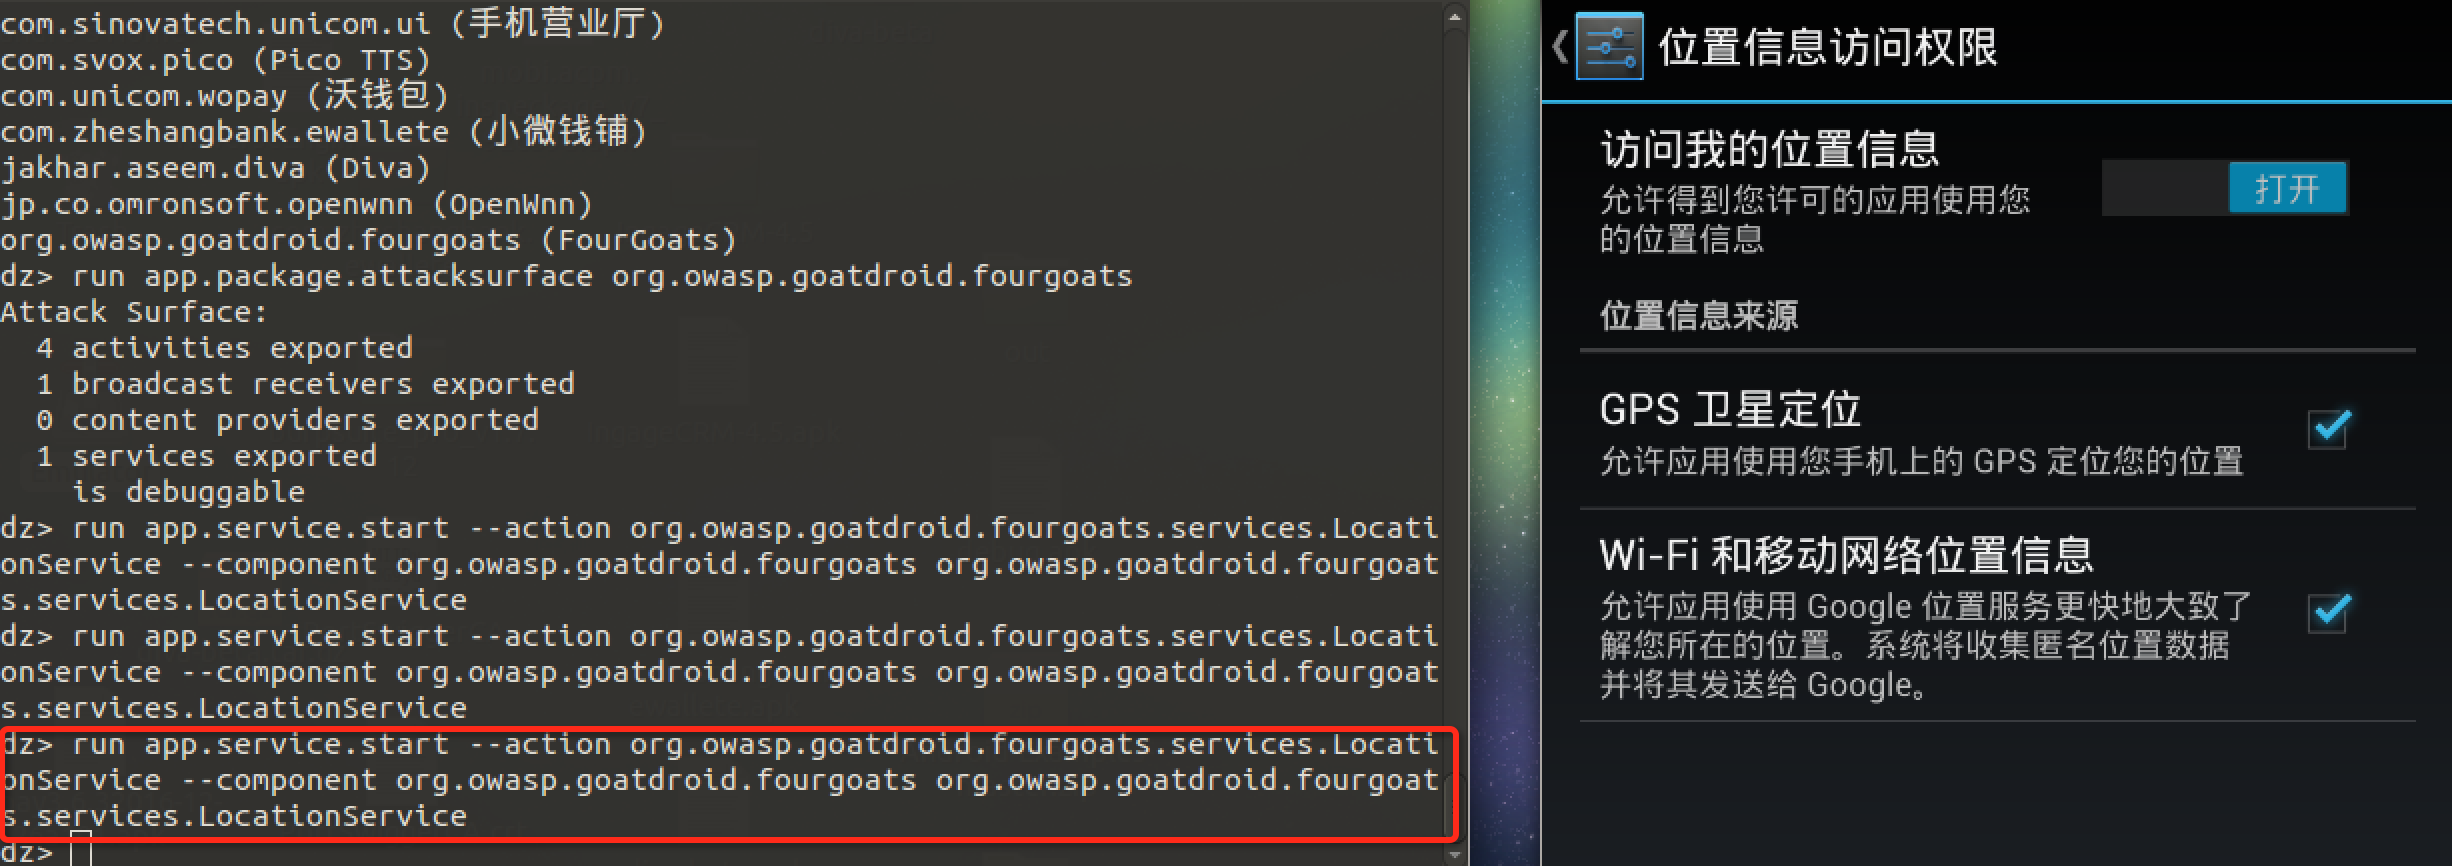 com.sinovatech.unicom.ui (手机营业厅)
com.svox.pico (Pico TTS)
com.unicom.wopay (沃钱包)
com.zheshangbank.ewallete (小微钱铺)
jakhar.aseem.diva (Diva)
jp.co.omronsoft.openwnn (OpenWnn)
org.owasp.goatdroid.fourgoats (FourGoats)
dz> run app.package.attacksurface org.owasp.goatdroid.fourgoats
Attack Surface:
4 activities exported
1 broadcast receivers exported
0 content providers exported
1 services exported
is debuggable
dz> run app.service.start --action org.owasp.goatdroid.fourgoats.services.Locati
onService --component org.owasp.goatdroid.fourgoats org.owasp.goatdroid.fourgoat
s.services.LocationService
dz> run app.service.start --action org.owasp.goatdroid.fourgoats.services.Locati
onService --component org.owasp.goatdroid.fourgoats org.owasp.goatdroid.fourgoat
s.services.LocationService
dz> run app.service.start --action org.owasp.goatdroid.fourgoats.services.Locati
onService --component org.owasp.goatdroid.fourgoats org.owasp.goatdroid.fourgoat
s.services.LocationService
dz>
位置信息访问权限
访问我的位置信息
打开
允许得到您许可的应用使用您
的位置信息
位置信息来源
GPS 卫星定位
允许应用使用您手机上的 GPS 定位您的位置
Wi-Fi 和移动网络位置信息
允许应用使用 Google 位置服务更快地大致了
解您所在的位置。系统将收集匿名位置数据
并将其发送给 Google。